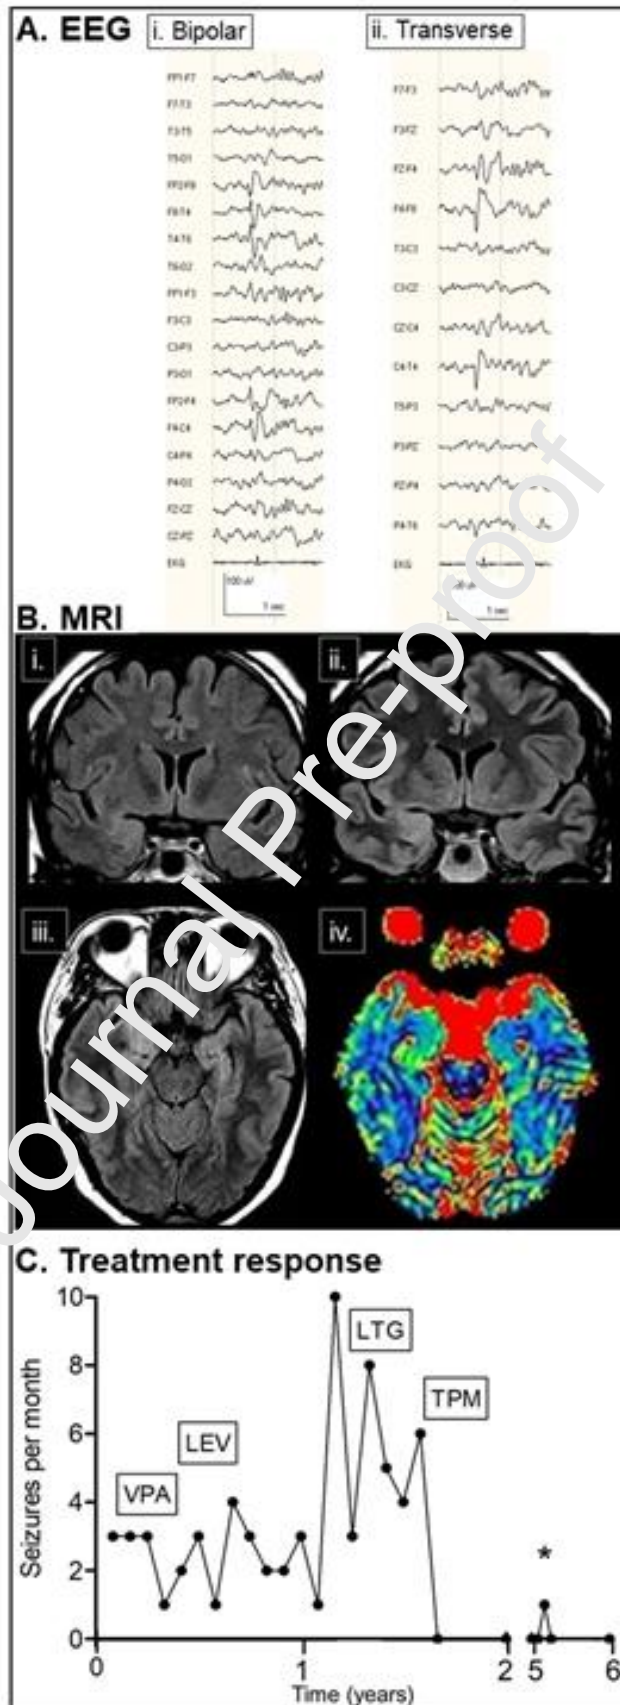 A. EEG
i. Bipolar
ii. Transverse
FP1-F7
F7-T3
T3-T5
T5-O1
FP2-F8
F8-T4
T4-T6
T6-O2
FP1-F3
F3-C3
C3-P3
P3-O1
FP2-F4
F4-C4
C4-P4
P4-O2
FZ-CZ
CZ-PZ
EKG
100 uV
1 sec
F7-F3
F3-FZ
FZ-F4
F4-F8
T3-C3
C3-CZ
CZ-C4
C4-T4
T5-P3
P3-PZ
PZ-P4
P4-T6
EKG
1 sec
B. MRI
i.
ii.
iii.
iv.
Journal Pre-proof
C. Treatment response
Seizures per month
10
8
6
4
2
0
VPA
LEV
LTG
TPM
*
0 1 2 5 6
Time (years)